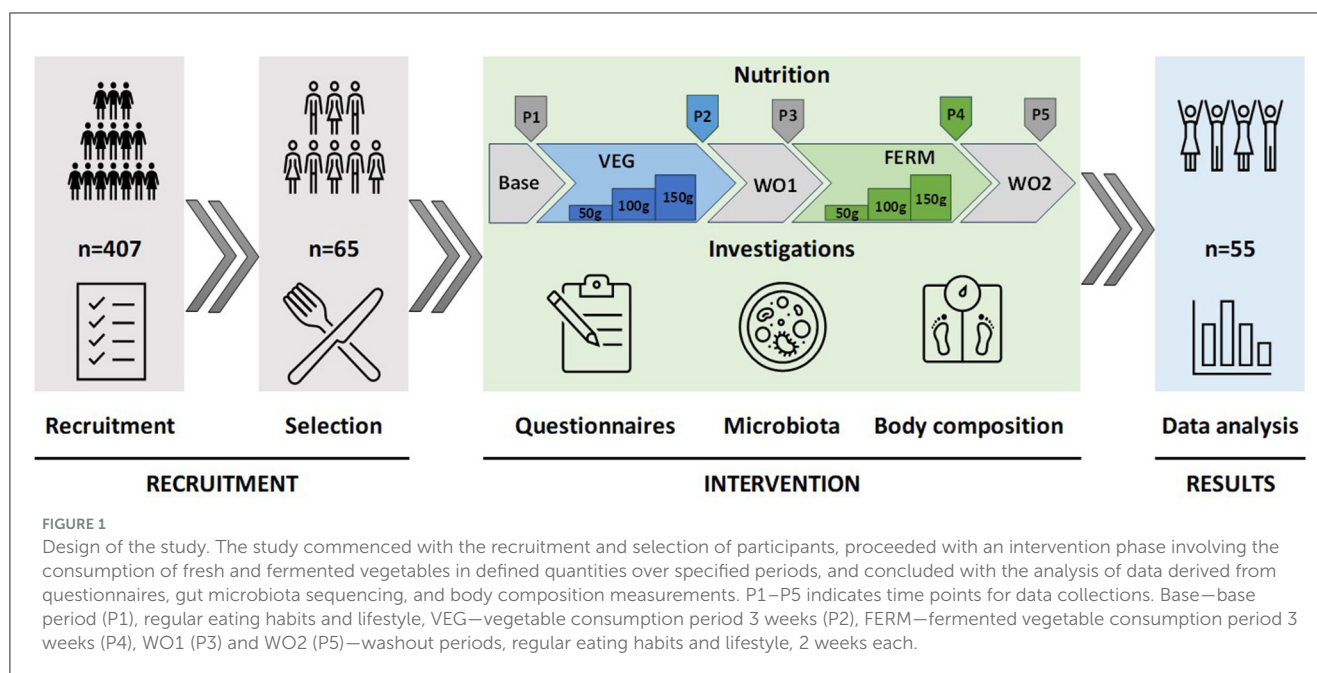 Nutrition
P1 P2 P3 P4 P5
Base VEG WO1 FERM WO2
50g 100g 150g 50g 100g 150g
n=407 n=65 Investigations n=55
Recruitment Selection Questionnaires Microbiota Body composition Data analysis
RECRUITMENT INTERVENTION RESULTS
FIGURE 1
Design of the study. The study commenced with the recruitment and selection of participants, proceeded with an intervention phase involving the
consumption of fresh and fermented vegetables in defined quantities over specified periods, and concluded with the analysis of data derived from
questionnaires, gut microbiota sequencing, and body composition measurements. P1–P5 indicates time points for data collections. Base—base
period (P1), regular eating habits and lifestyle, VEG—vegetable consumption period 3 weeks (P2), FERM—fermented vegetable consumption period 3
weeks (P4), WO1 (P3) and WO2 (P5)—washout periods, regular eating habits and lifestyle, 2 weeks each.